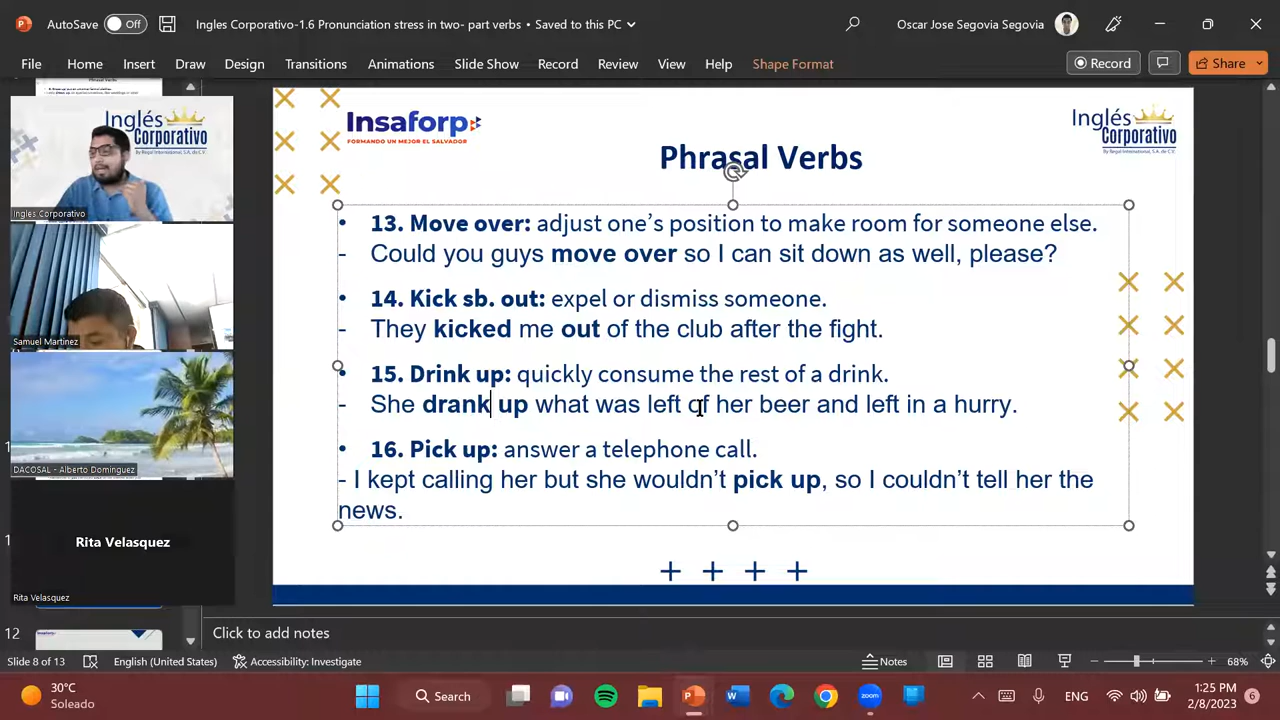 AutoSave Off Ingles Corporativo-1.6 Pronunciation stress in two- part verbs • Saved to this PC Oscar Jose Segovia Segovia
File Home Insert Draw Design Transitions Animations Slide Show Record Review View Help Shape Format Record Share
Inglés
Corporativo
Ingles Corporativo
Samuel Martinez
DACOSAL - Alberto Dominguez
Rita Velasquez
Rita Velasquez
12
Insaforp
FORMANDO UN MEJOR EL SALVADOR
Inglés
Corporativo
By Regal International, S.A. de C.V.
Phrasal Verbs
• 13. Move over: adjust one’s position to make room for someone else.
- Could you guys move over so I can sit down as well, please?
• 14. Kick sb. out: expel or dismiss someone.
- They kicked me out of the club after the fight.
• 15. Drink up: quickly consume the rest of a drink.
- She drank up what was left of her beer and left in a hurry.
• 16. Pick up: answer a telephone call.
- I kept calling her but she wouldn’t pick up, so I couldn’t tell her the
news.
Click to add notes
Slide 8 of 13 English (United States) Accessibility: Investigate Notes 68%
30°C
Soleado
Search
zoom
ENG
1:25 PM
2/8/2023
6